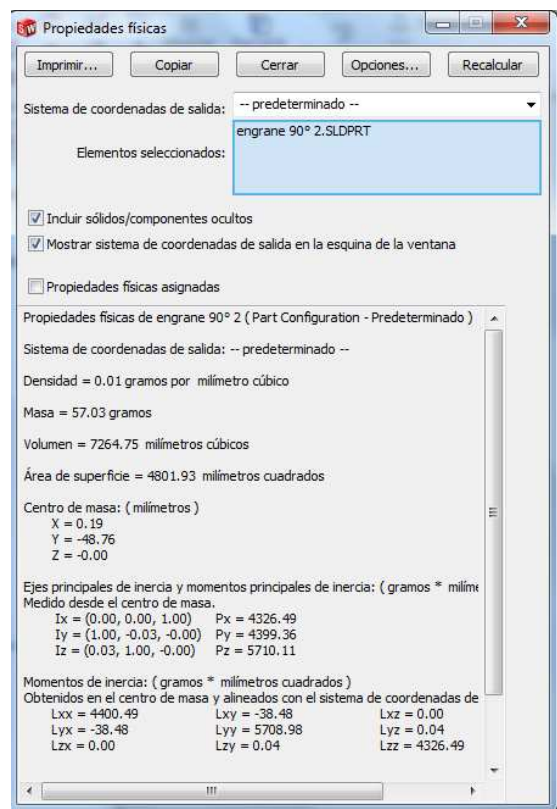 Propiedades físicas
Imprimir... Copiar Cerrar Opciones... Recalcular
Sistema de coordenadas de salida: -- predeterminado --
Elementos seleccionados: engrane 90° 2.SLDPRT
Incluir sólidos/componentes ocultos
Mostrar sistema de coordenadas de salida en la esquina de la ventana
Propiedades físicas asignadas
Propiedades físicas de engrane 90° 2 ( Part Configuration - Predeterminado )
Sistema de coordenadas de salida: -- predeterminado --
Densidad = 0.01 gramos por milímetro cúbico
Masa = 57.03 gramos
Volumen = 7264.75 milímetros cúbicos
Área de superficie = 4801.93 milímetros cuadrados
Centro de masa: ( milímetros )
X = 0.19
Y = -48.76
Z = -0.00
Ejes principales de inercia y momentos principales de inercia: ( gramos * milíme
Medido desde el centro de masa.
Ix = (0.00, 0.00, 1.00) Px = 4326.49
Iy = (1.00, -0.03, -0.00) Py = 4399.36
Iz = (0.03, 1.00, -0.00) Pz = 5710.11
Momentos de inercia: ( gramos * milímetros cuadrados )
Obtenidos en el centro de masa y alineados con el sistema de coordenadas de
Lxx = 4400.49 Lxy = -38.48 Lxz = 0.00
Lyx = -38.48 Lyy = 5708.98 Lyz = 0.04
Lzx = 0.00 Lzy = 0.04 Lzz = 4326.49